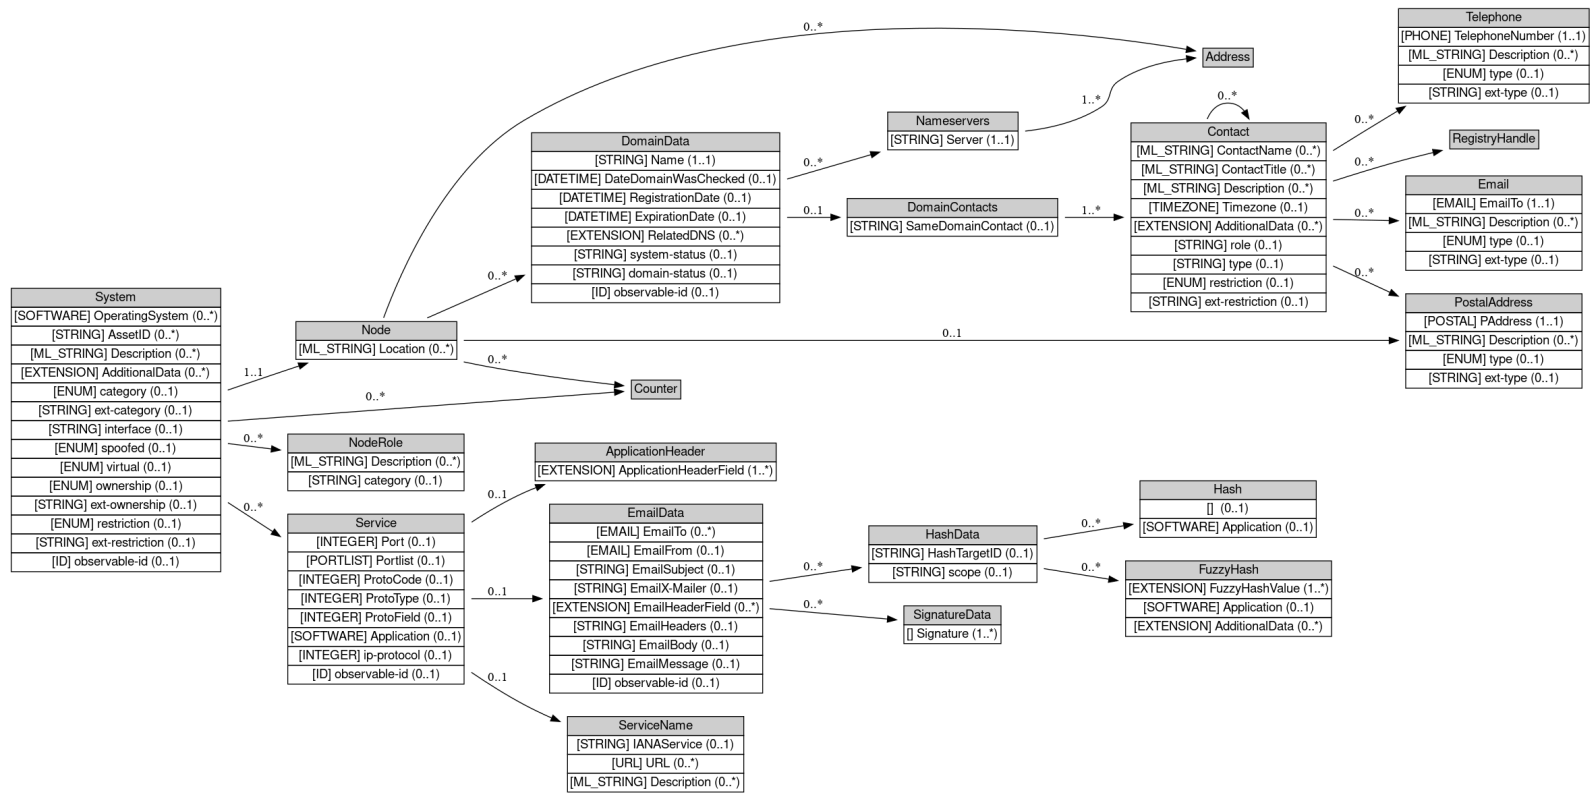 System
[SOFTWARE] OperatingSystem (0..*)
[STRING] AssetID (0..*)
[ML_STRING] Description (0..*)
[EXTENSION] AdditionalData (0..*)
[ENUM] category (0..1)
[STRING] ext-category (0..1)
[STRING] interface (0..1)
[ENUM] spoofed (0..1)
[ENUM] virtual (0..1)
[ENUM] ownership (0..1)
[STRING] ext-ownership (0..1)
[ENUM] restriction (0..1)
[STRING] ext-restriction (0..1)
[ID] observable-id (0..1)
1..1
0..*
0..*
0..*
Node
[ML_STRING] Location (0..*)
0..*
0..*
0..1
0..*
NodeRole
[ML_STRING] Description (0..*)
[STRING] category (0..1)
Service
[INTEGER] Port (0..1)
[PORTLIST] Portlist (0..1)
[INTEGER] ProtoCode (0..1)
[INTEGER] ProtoType (0..1)
[INTEGER] ProtoField (0..1)
[SOFTWARE] Application (0..1)
[INTEGER] ip-protocol (0..1)
[ID] observable-id (0..1)
0..1
0..1
0..1
DomainData
[STRING] Name (1..1)
[DATETIME] DateDomainWasChecked (0..1)
[DATETIME] RegistrationDate (0..1)
[DATETIME] ExpirationDate (0..1)
[EXTENSION] RelatedDNS (0..*)
[STRING] system-status (0..1)
[STRING] domain-status (0..1)
[ID] observable-id (0..1)
0..*
0..1
Counter
ApplicationHeader
[EXTENSION] ApplicationHeaderField (1..*)
EmailData
[EMAIL] EmailTo (0..*)
[EMAIL] EmailFrom (0..1)
[STRING] EmailSubject (0..1)
[STRING] EmailX-Mailer (0..1)
[EXTENSION] EmailHeaderField (0..*)
[STRING] EmailHeaders (0..1)
[STRING] EmailBody (0..1)
[STRING] EmailMessage (0..1)
[ID] observable-id (0..1)
0..*
0..*
ServiceName
[STRING] IANAService (0..1)
[URL] URL (0..*)
[ML_STRING] Description (0..*)
Nameservers
[STRING] Server (1..1)
1..*
DomainContacts
[STRING] SameDomainContact (0..1)
1..*
HashData
[STRING] HashTargetID (0..1)
[STRING] scope (0..1)
0..*
0..*
SignatureData
[] Signature (1..*)
Address
0..*
Contact
[ML_STRING] ContactName (0..*)
[ML_STRING] ContactTitle (0..*)
[ML_STRING] Description (0..*)
[TIMEZONE] Timezone (0..1)
[EXTENSION] AdditionalData (0..*)
[STRING] role (0..1)
[STRING] type (0..1)
[ENUM] restriction (0..1)
[STRING] ext-restriction (0..1)
0..*
0..*
0..*
0..*
Hash
[] (0..1)
[SOFTWARE] Application (0..1)
FuzzyHash
[EXTENSION] FuzzyHashValue (1..*)
[SOFTWARE] Application (0..1)
[EXTENSION] AdditionalData (0..*)
Telephone
[PHONE] TelephoneNumber (1..1)
[ML_STRING] Description (0..*)
[ENUM] type (0..1)
[STRING] ext-type (0..1)
RegistryHandle
Email
[EMAIL] EmailTo (1..1)
[ML_STRING] Description (0..*)
[ENUM] type (0..1)
[STRING] ext-type (0..1)
PostalAddress
[POSTAL] PAddress (1..1)
[ML_STRING] Description (0..*)
[ENUM] type (0..1)
[STRING] ext-type (0..1)